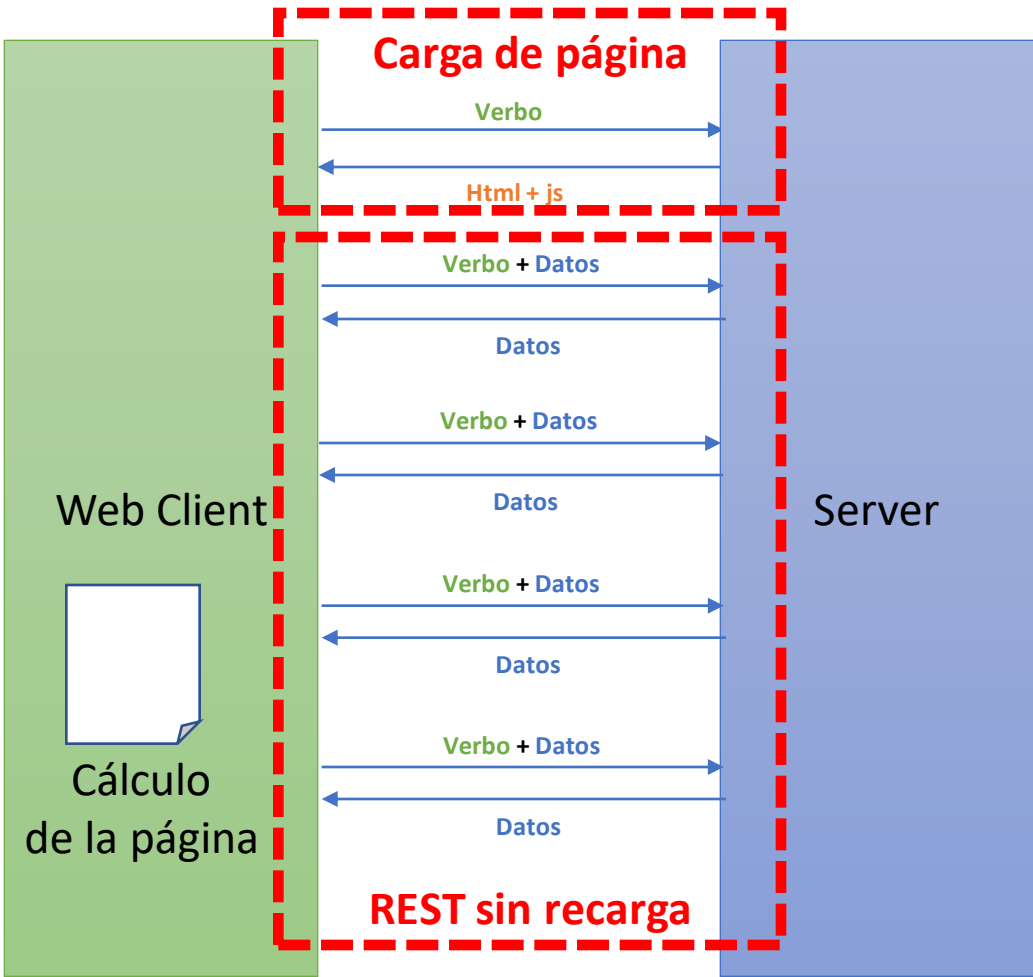 Carga de página
Verbo
Html + js
Verbo + Datos
Datos
Verbo + Datos
Datos
Web Client
Server
Verbo + Datos
Datos
Verbo + Datos
Cálculo
de la página
Datos
REST sin recarga